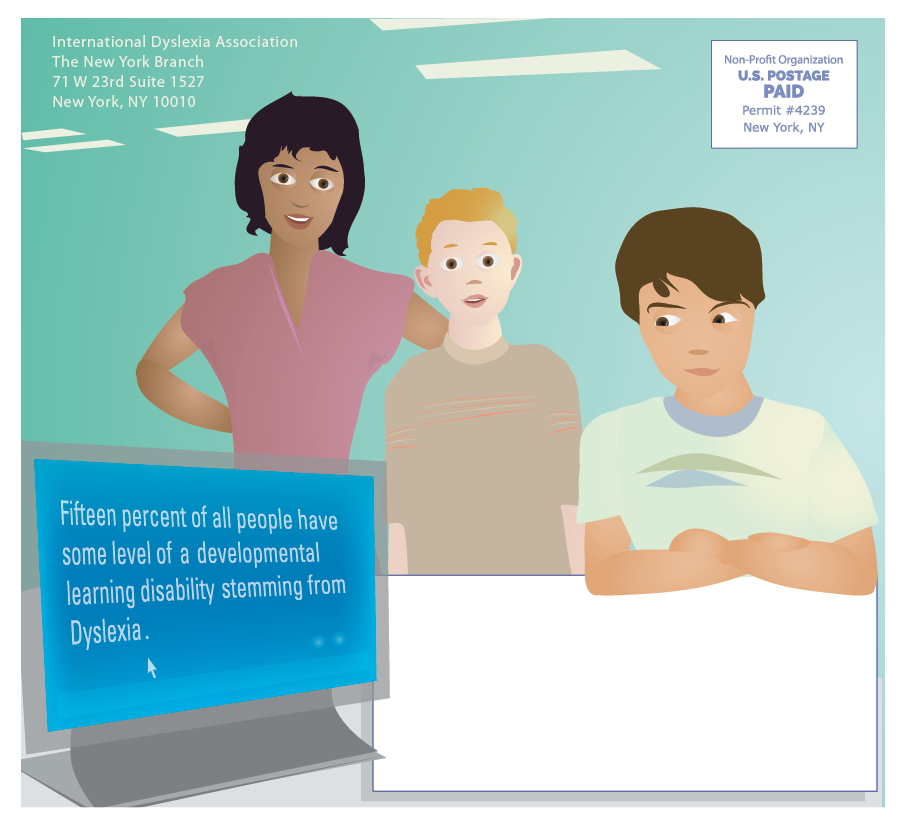 International Dyslexia Association
The New York Branch
71 W 23rd Suite 1527
New York, NY 10010
Non-Profit Organization
U.S. POSTAGE
PAID
Permit #4239
New York, NY
Fifteen percent of all people have
some level of a developmental
learning disability stemming from
Dyslexia.